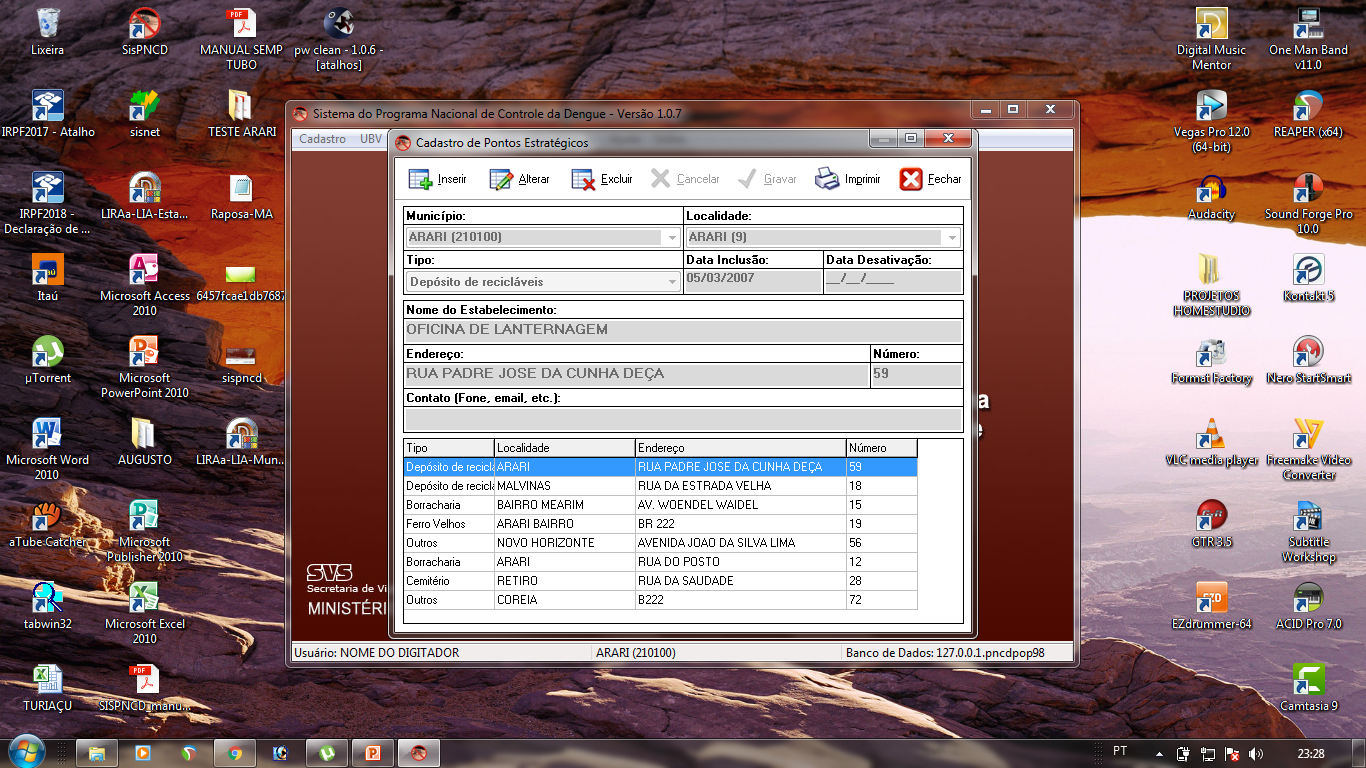 Lixeira
SisPNCD
MANUAL SEMP
TUBO
pw clean - 1.0.6 -
[atalhos]
Digital Music
Mentor
One Man Band
v11.0
IRPF2017 - Atalho
sisnet
TESTE ARARI
Vegas Pro 12.0
(64-bit)
REAPER (x64)
IRPF2018 -
Declaração de ...
LIRAa-LIA-Esta...
Raposa-MA
Audacity
Sound Forge Pro
10.0
Itaú
Microsoft Access
2010
6457fcae1db7687
PROJETOS
HOMESTUDIO
Kontakt 5
µTorrent
Microsoft
PowerPoint 2010
sispncd
Format Factory
Nero StartSmart
Microsoft Word
2010
AUGUSTO
LIRAa-LIA-Mun...
VLC media player
Freemake Video
Converter
aTube Catcher
Microsoft
Publisher 2010
GTR 3.5
Subtitle
Workshop
tabwin32
Microsoft Excel
2010
EZdrummer-64
ACID Pro 7.0
TURIAÇU
SISPNCD_manu...
Camtasia 9
Sistema do Programa Nacional de Controle da Dengue - Versão 1.0.7
Cadastro UBV
Cadastro de Pontos Estratégicos
Inserir Alterar Excluir Cancelar Gravar Imprimir Fechar
Município: Localidade:
ARARI (210100) ARARI (9)
Tipo: Data Inclusão: Data Desativação:
Depósito de recicláveis 05/03/2007 __/__/____
Nome do Estabelecimento:
OFICINA DE LANTERNAGEM
Endereço: Número:
RUA PADRE JOSE DA CUNHA DEÇA 59
Contato (Fone, email, etc.):
Tipo Localidade Endereço Número
Depósito de reciclá ARARI RUA PADRE JOSE DA CUNHA DEÇA 59
Depósito de reciclá MALVINAS RUA DA ESTRADA VELHA 18
Borracharia BAIRRO MEARIM AV. WOENDEL WAIDEL 15
Ferro Velhos ARARI BAIRRO BR 222 19
Outros NOVO HORIZONTE AVENIDA JOAO DA SILVA LIMA 56
Borracharia ARARI RUA DO POSTO 12
Cemitério RETIRO RUA DA SAUDADE 28
Outros COREIA B222 72
a
e
SVS
Secretaria de Vi
MINISTÉRI
Usuário: NOME DO DIGITADOR ARARI (210100) Banco de Dados: 127.0.0.1.pncdpop98
PT 23:28